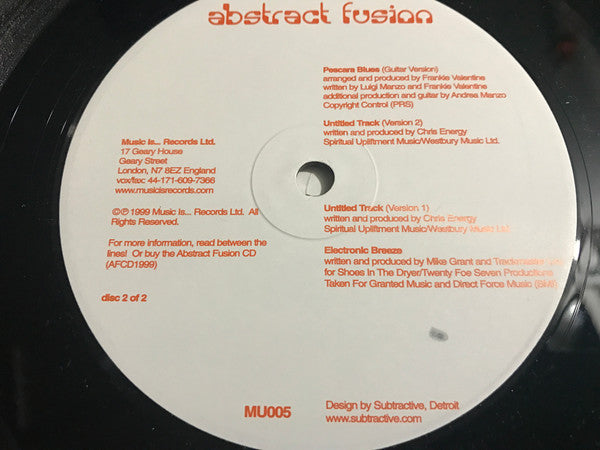 abstract fusion
Pescara Blues (Guitar Version)
arranged and produced by Frankie Valentine
written by Luigi Manzo and Frankie Valentine
additional production and guitar by Andrea Manzo
Copyright Control (PRS)
Untitled Track (Version 2)
written and produced by Chris Energy
Spiritual Upliftment Music/Westbury Music Ltd.
Music Is... Records Ltd.
17 Geary House
Geary Street
London, N7 8EZ England
vox/fax: 44-171-609-7366
www.musicisrecords.com
©℗ 1999 Music Is... Records Ltd. All
Rights Reserved.
For more information, read between the
lines! Or buy the Abstract Fusion CD
(AFCD1999)
disc 2 of 2
Untitled Track (Version 1)
written and produced by Chris Energy
Spiritual Upliftment Music/Westbury Music Ltd
Electronic Breeze
written and produced by Mike Grant and
for Shoes In The Dryer/Twenty Foe Seven Productions
Taken For Granted Music and Direct Force Music (BMI)
MU005
Design by Subtractive, Detroit
www.subtractive.com